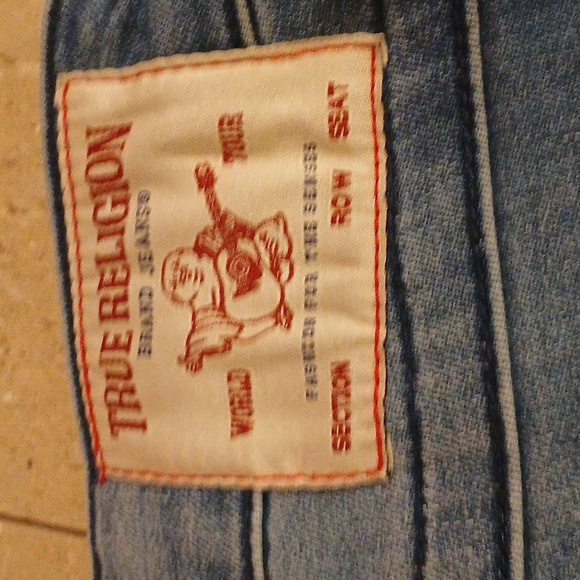 TRUE RELIGION
BRAND JEANS
WORLD TOUR
FASHION FOR THE SENSES
SECTION ROW SEAT